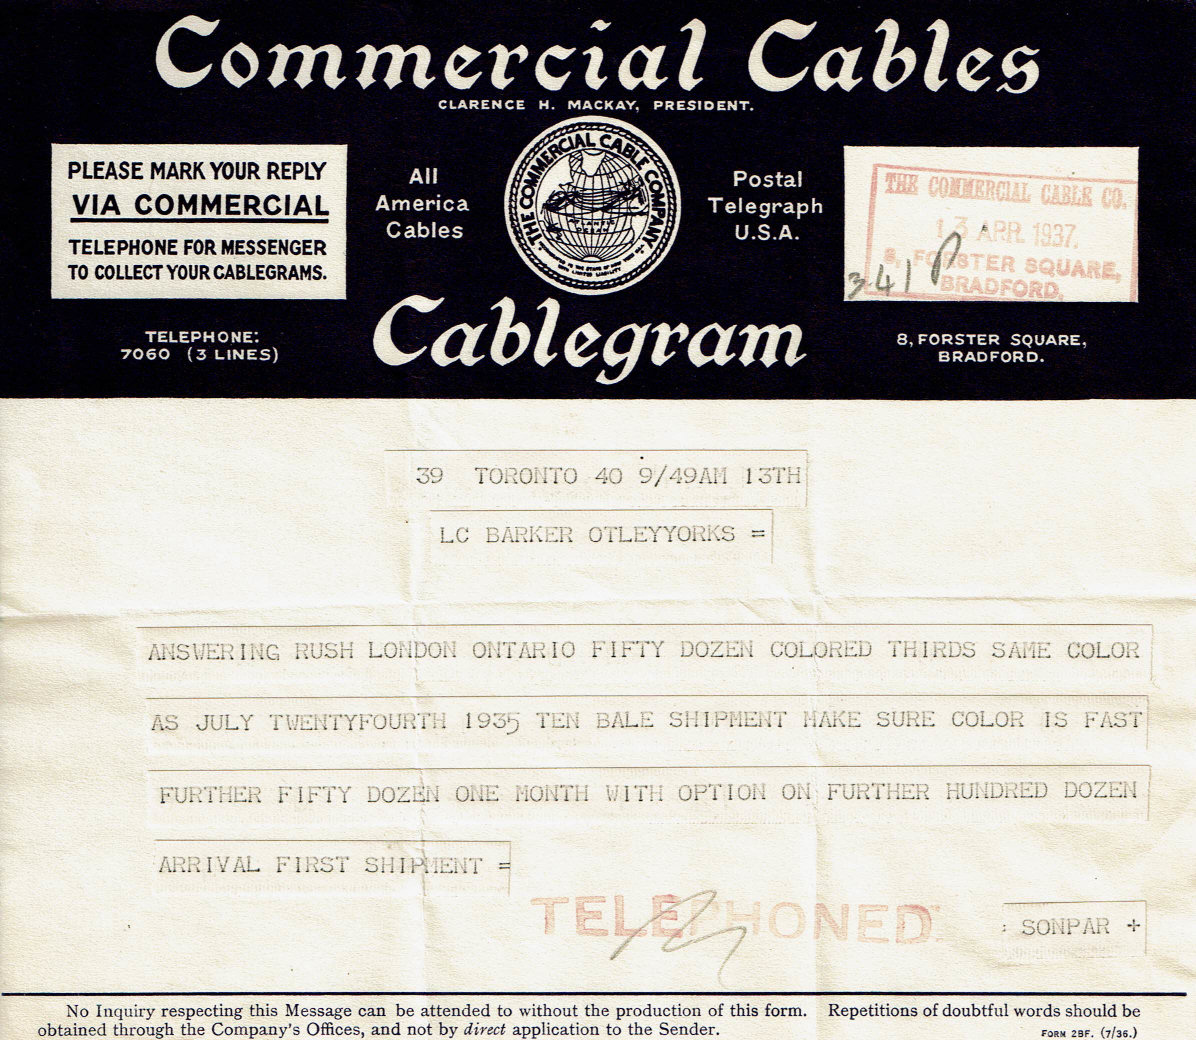 Commercial Cables
CLARENCE H. MACKAY, PRESIDENT.
PLEASE MARK YOUR REPLY
VIA COMMERCIAL
TELEPHONE FOR MESSENGER
TO COLLECT YOUR CABLEGRAMS.
All
America
Cables
THE COMMERCIAL CABLE COMPANY
ATLANTIC
OCEAN
Postal
Telegraph
U.S.A.
THE COMMERCIAL CABLE CO.
13 APR. 1937.
8, FORSTER SQUARE,
BRADFORD.
341 P
TELEPHONE:
7060 (3 LINES)
Cablegram
8, FORSTER SQUARE,
BRADFORD.
39 TORONTO 40 9/49AM 13TH
LC BARKER OTLEYYORKS =
ANSWERING RUSH LONDON ONTARIO FIFTY DOZEN COLORED THIRDS SAME COLOR
AS JULY TWENTYFOURTH 1935 TEN BALE SHIPMENT MAKE SURE COLOR IS FAST
FURTHER FIFTY DOZEN ONE MONTH WITH OPTION ON FURTHER HUNDRED DOZEN
ARRIVAL FIRST SHIPMENT =
TELEPHONED
: SONPAR +
No Inquiry respecting this Message can be attended to without the production of this form. Repetitions of doubtful words should be
obtained through the Company's Offices, and not by direct application to the Sender.
FORM 2BF. (7/36.)